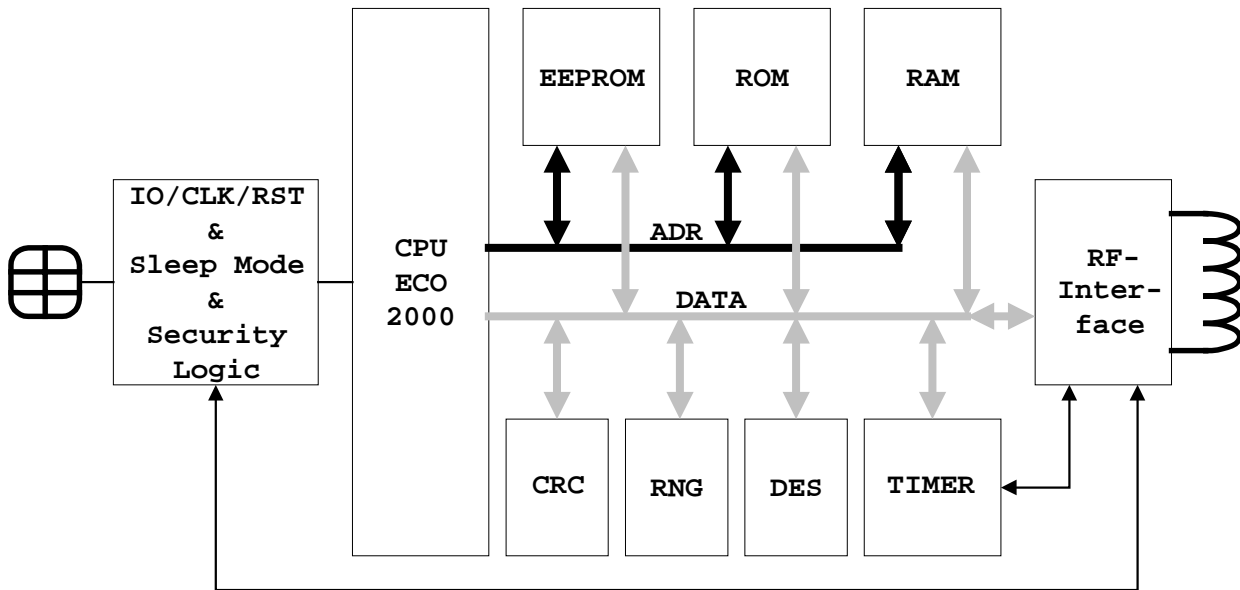 EEPROM
ROM
RAM
IO/CLK/RST
&
Sleep Mode
&
Security
Logic
CPU
ECO
2000
ADR
DATA
RF-
Inter-
face
CRC
RNG
DES
TIMER